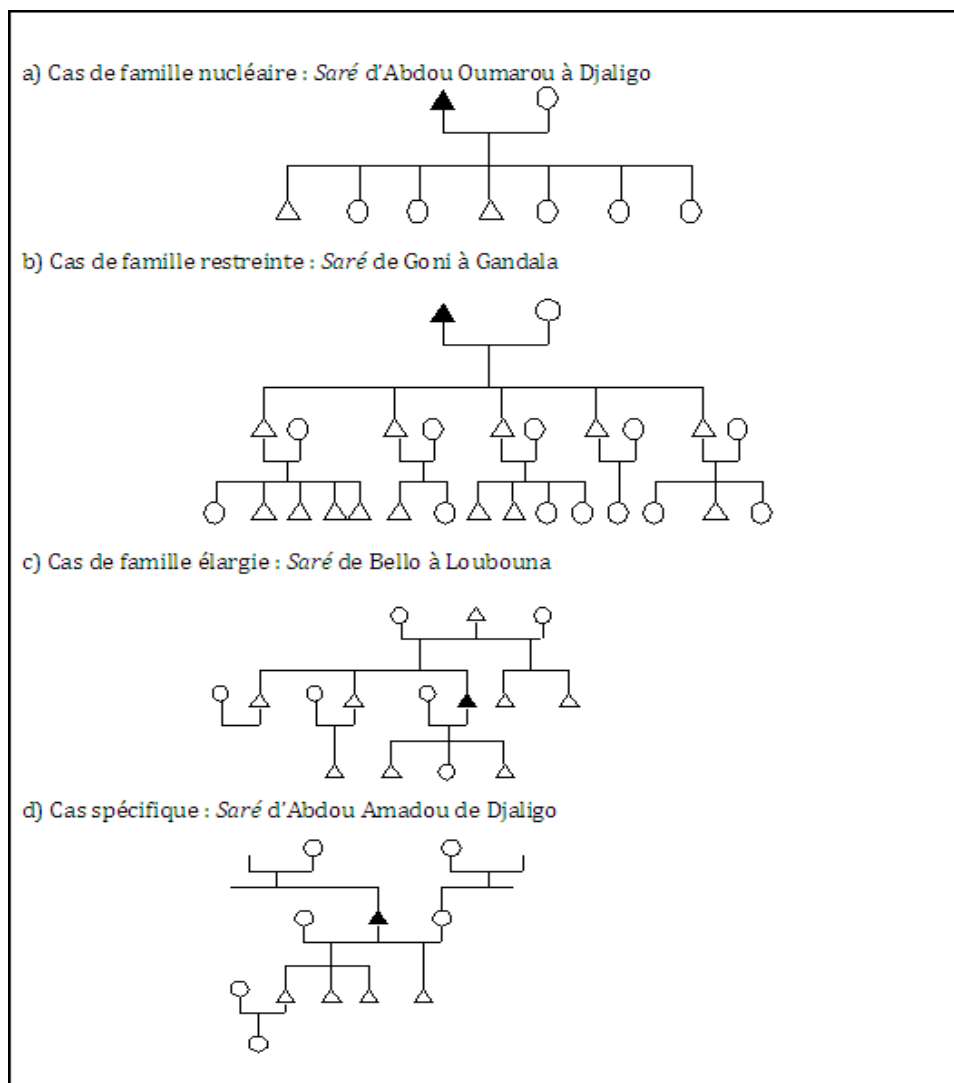 a) Cas de famille nucléaire : Saré d'Abdou Oumarou à Djaligo
b) Cas de famille restreinte : Saré de Goni à Gandala
c) Cas de famille élargie : Saré de Bello à Loubouna
d) Cas spécifique : Saré d'Abdou Amadou de Djaligo